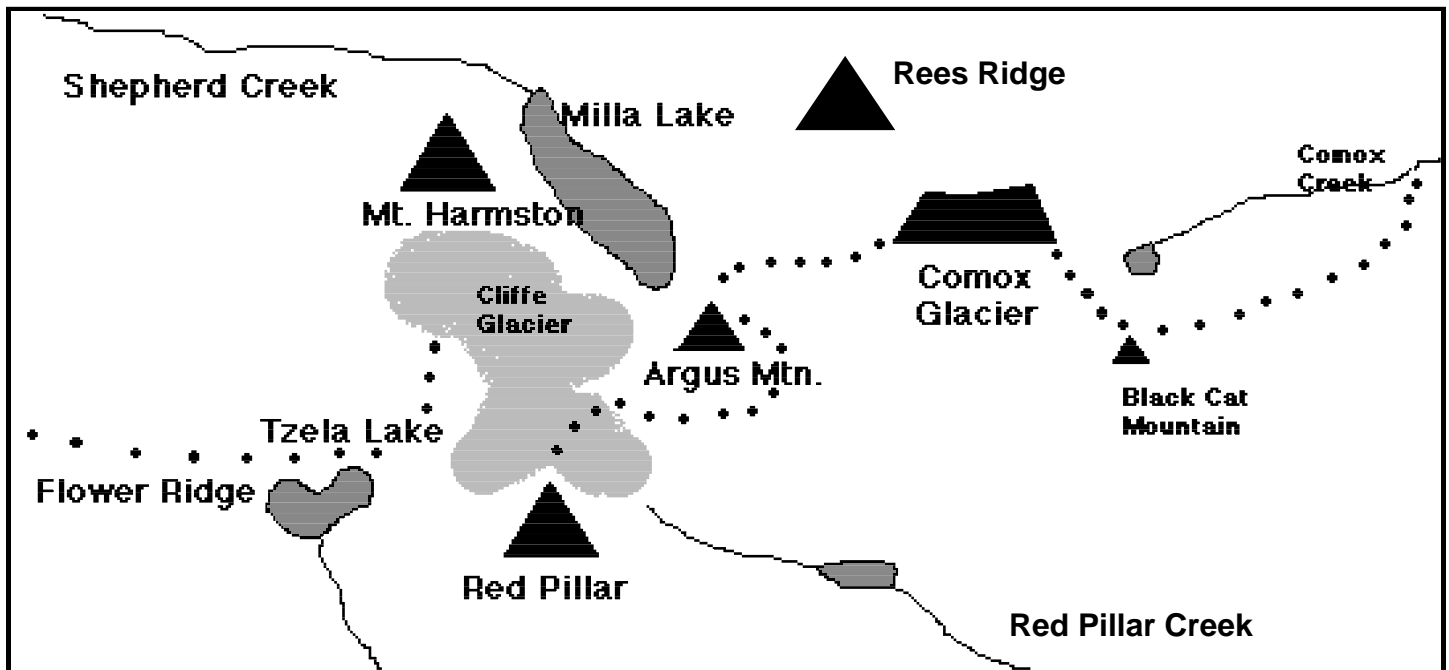 Rees Ridge
Shepherd Creek
Milla Lake
Comox
Creek
Mt. Harmston
Cliffe
Glacier
Comox
Glacier
Argus Mtn.
Black Cat
Mountain
Tzela Lake
Flower Ridge
Red Pillar
Red Pillar Creek